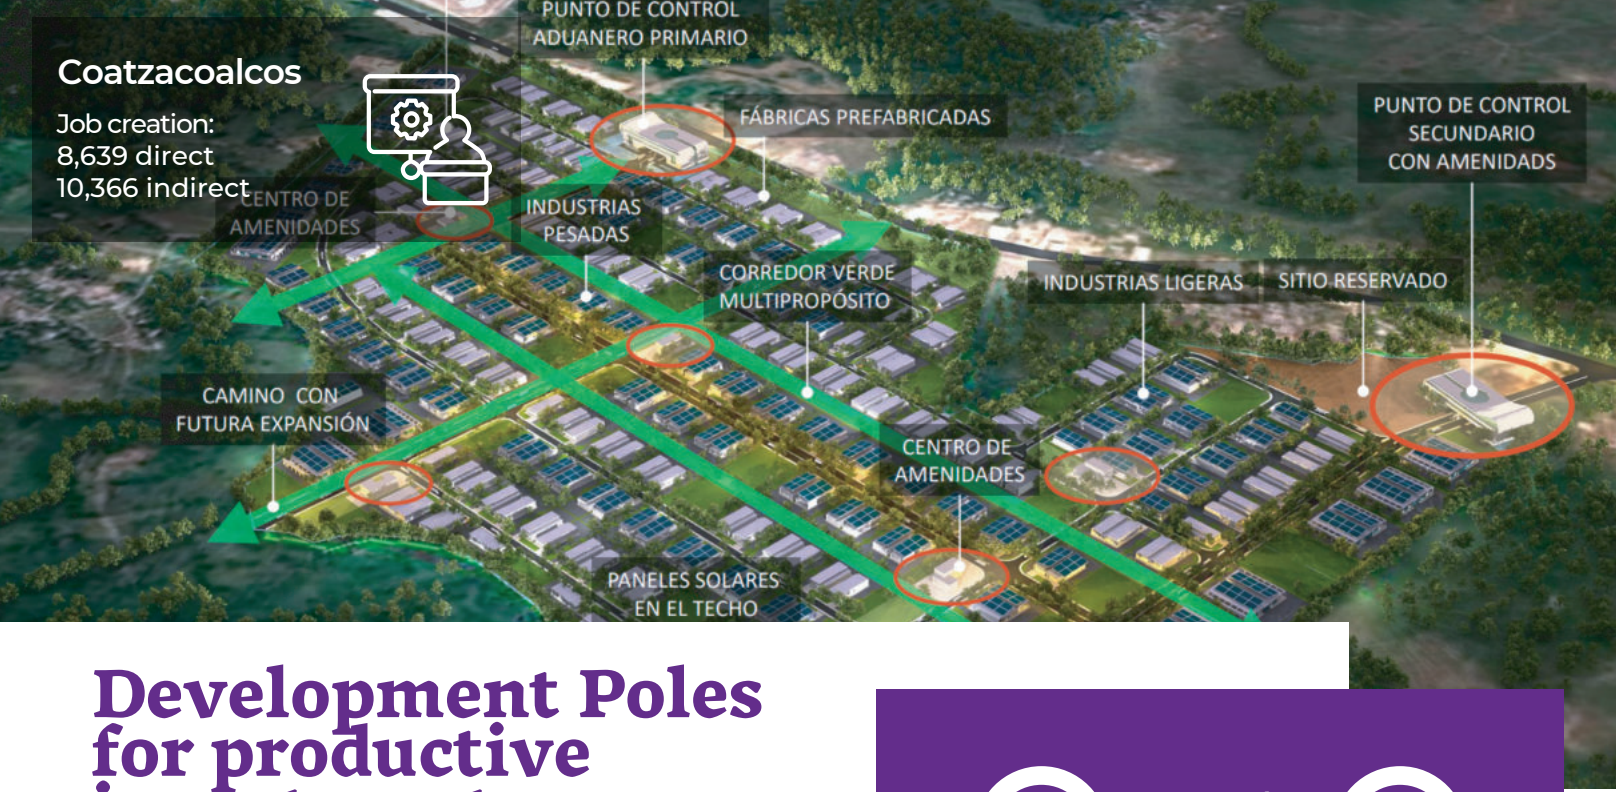 PUNTO DE CONTROL
ADUANERO PRIMARIO
Coatzacoalcos
Job creation:
8,639 direct
10,366 indirect
FÁBRICAS PREFABRICADAS
PUNTO DE CONTROL
SECUNDARIO
CON AMENIDADS
CENTRO DE
AMENIDADES
INDUSTRIAS
PESADAS
CORREDOR VERDE
MULTIPROPÓSITO
INDUSTRIAS LIGERAS
SITIO RESERVADO
CAMINO CON
FUTURA EXPANSIÓN
CENTRO DE
AMENIDADES
PANELES SOLARES
EN EL TECHO
Development Poles
for productive